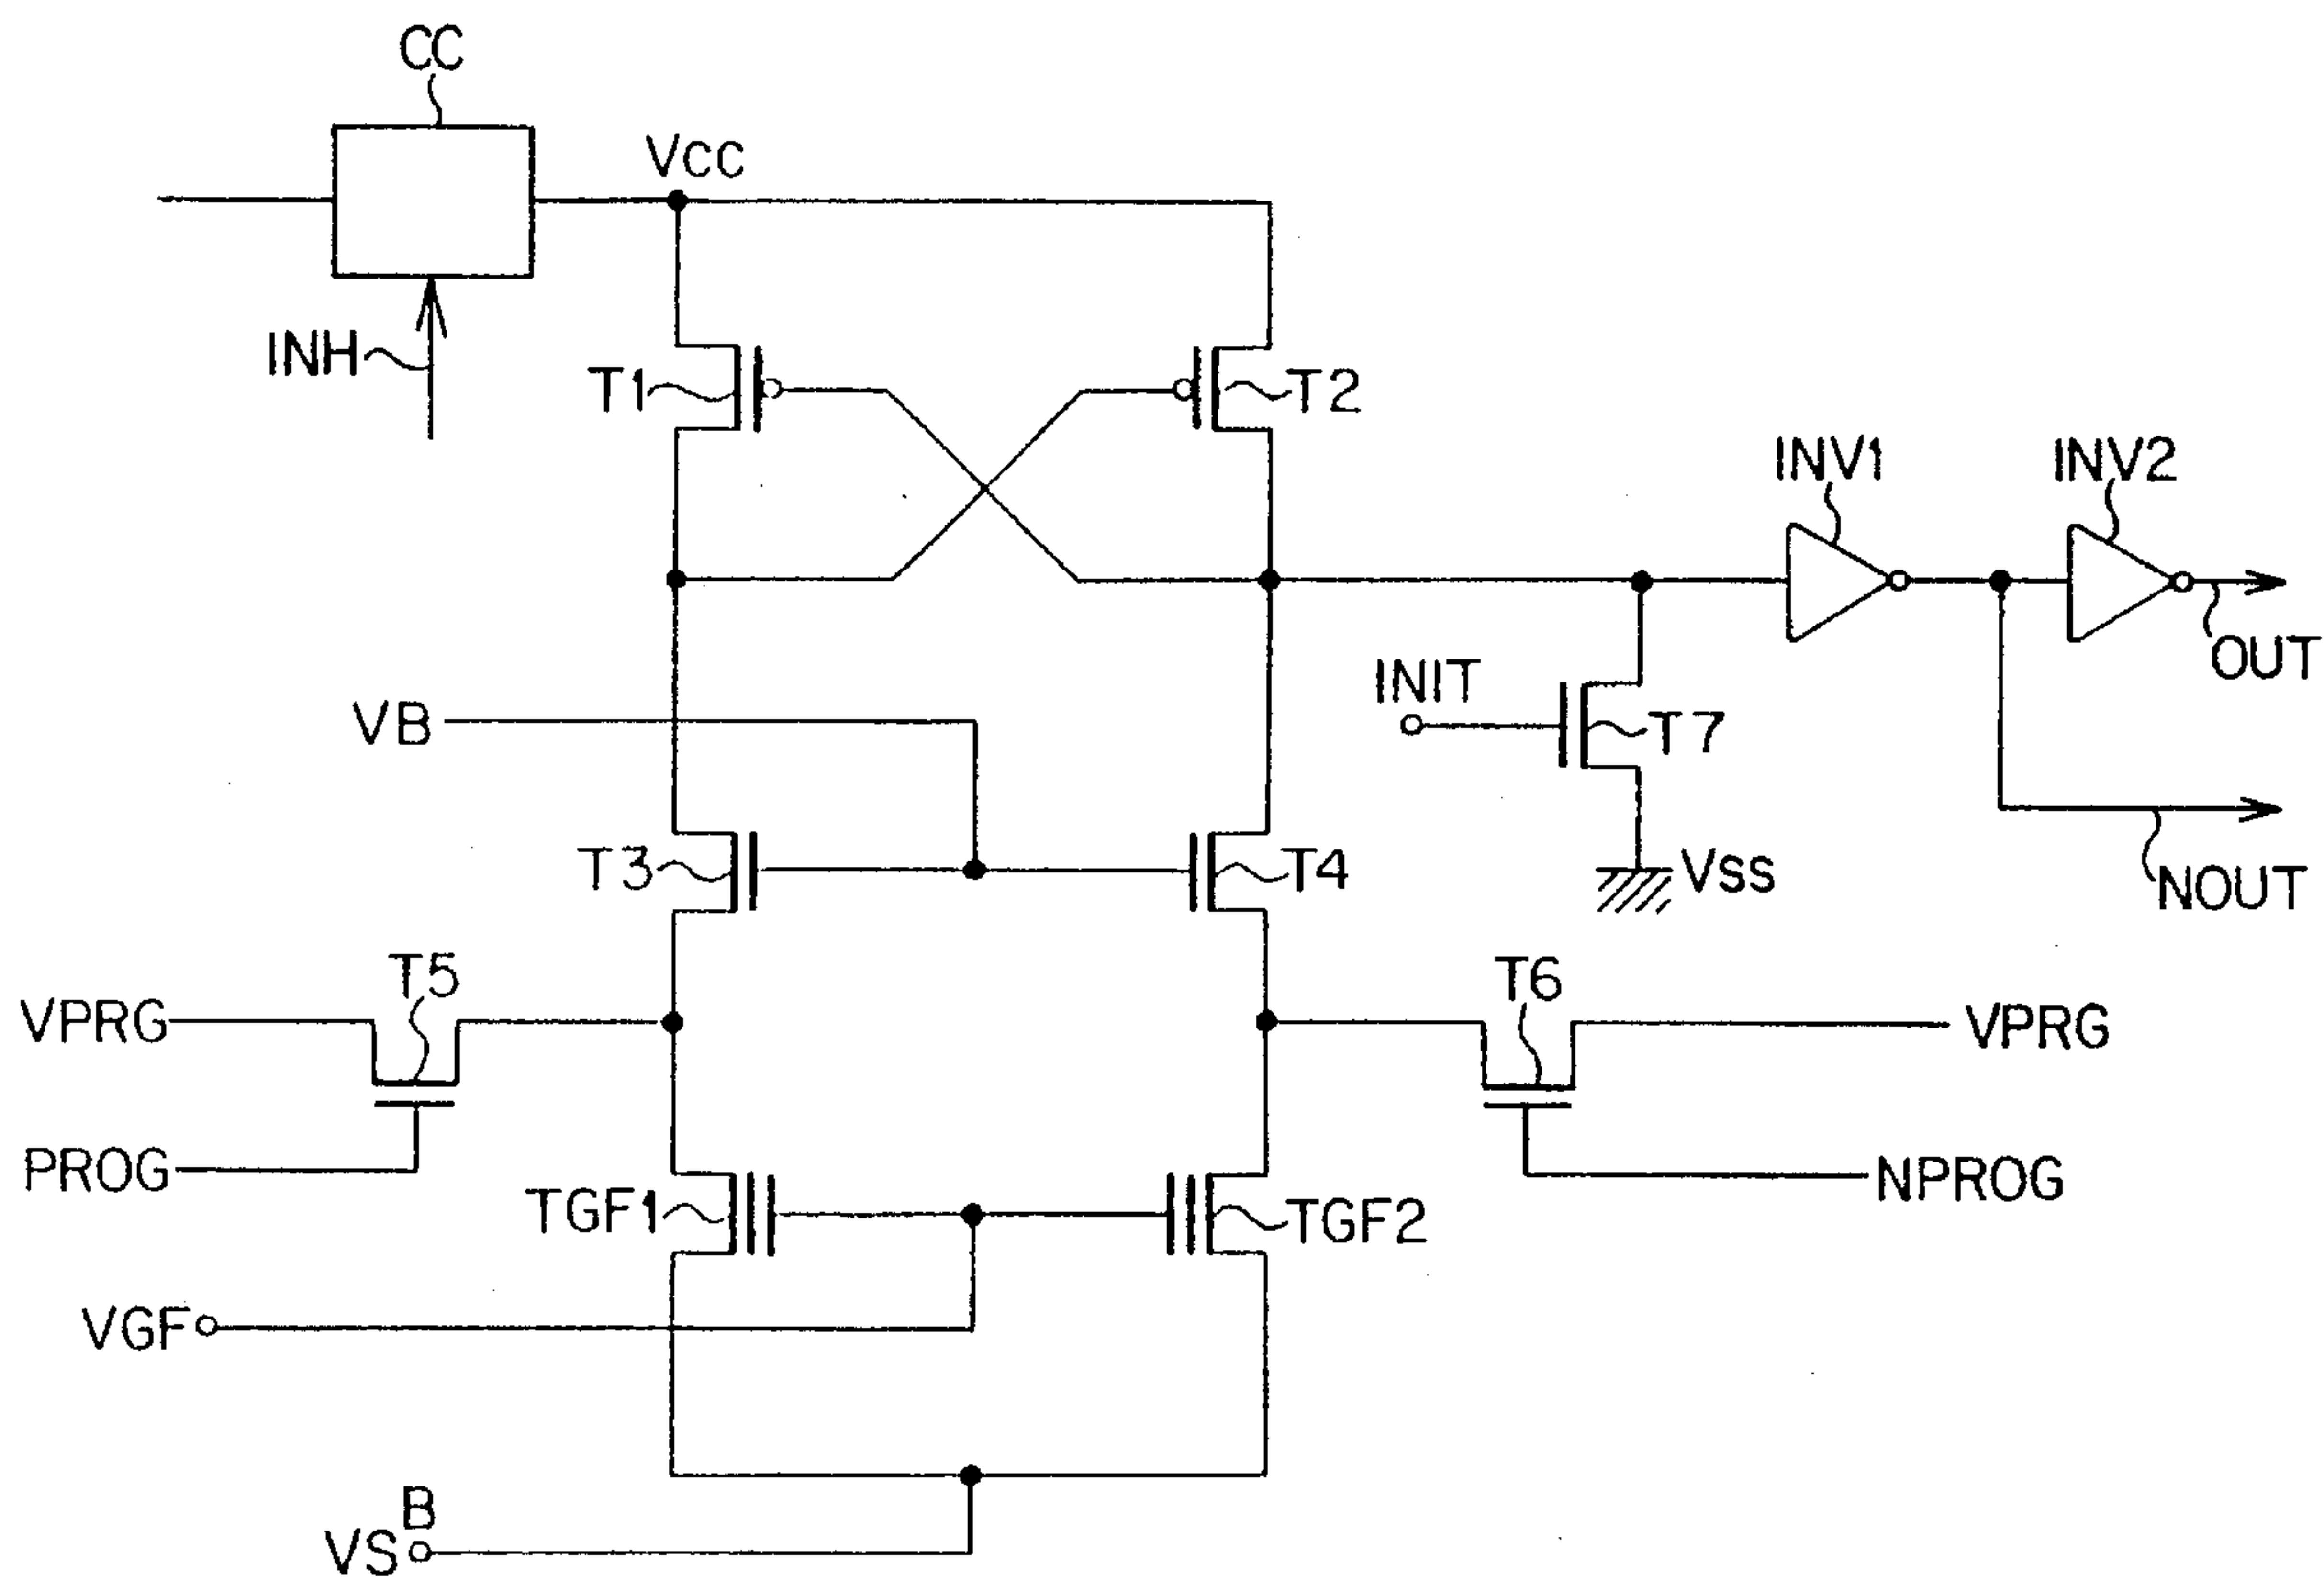 CC
Vcc
INH
T1
T2
INV1
INV2
OUT
INIT
VB
T7
T3
T4
Vss
NOUT
T5
T6
VPRG
VPRG
PROG
NPROG
TGF1
TGF2
VGF
B
VS